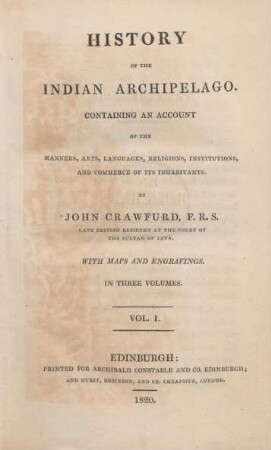 HISTORY
OF THE
INDIAN ARCHIPELAGO.
CONTAINING AN ACCOUNT
OF THE
MANNERS, ARTS, LANGUAGES, RELIGIONS, INSTITUTIONS,
AND COMMERCE OF ITS INHABITANTS.
BY
JOHN CRAWFURD, F. R. S.
LATE BRITISH RESIDENT AT THE COURT OF
THE SULTAN OF JAVA.
WITH MAPS AND ENGRAVINGS.
IN THREE VOLUMES.
VOL. I.
EDINBURGH:
PRINTED FOR ARCHIBALD CONSTABLE AND CO. EDINBURGH;
AND HURST, ROBINSON, AND CO. CHEAPSIDE, LONDON.
1820.